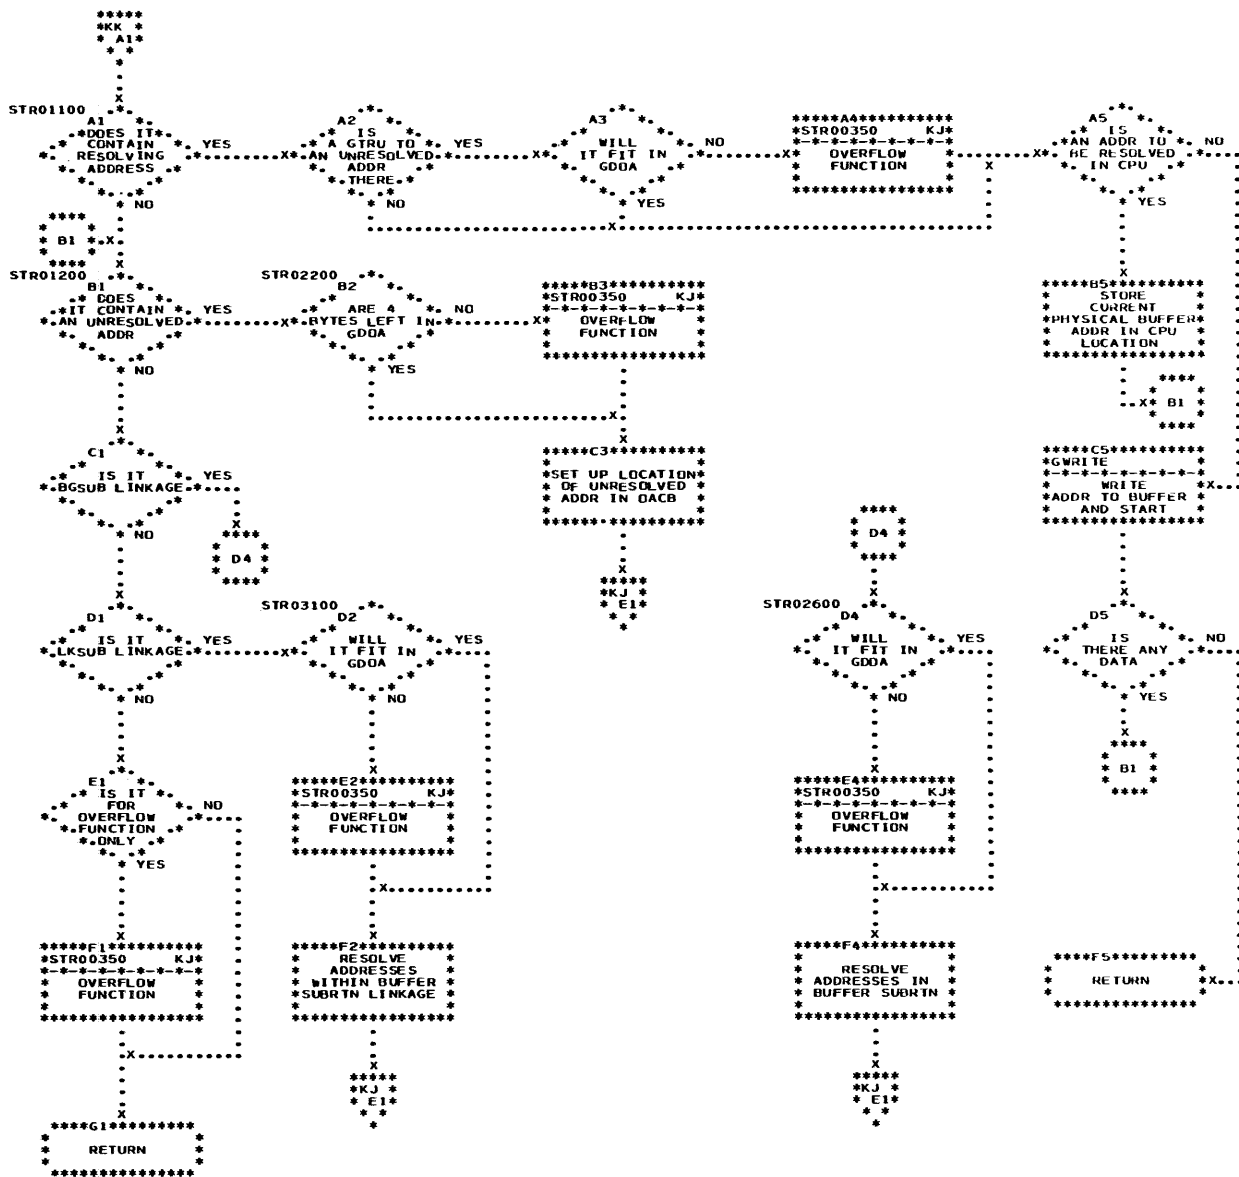 KK
A1
STR01100
A1
DOES IT
CONTAIN
RESOLVING
ADDRESS
YES
NO
A2
IS
A GTRU TO
AN UNRESOLVED
ADDR
THERE
YES
NO
A3
WILL
IT FIT IN
GDOA
NO
YES
A4
STR00350 KJ
OVERFLOW
FUNCTION
A5
IS
AN ADDR TO
BE RESOLVED
IN CPU
NO
YES
B1
STR01200
B1
DOES
IT CONTAIN
AN UNRESOLVED
ADDR
YES
NO
STR02200
B2
ARE 4
BYTES LEFT IN
GDOA
NO
YES
B3
STR00350 KJ
OVERFLOW
FUNCTION
B5
STORE
CURRENT
PHYSICAL BUFFER
ADDR IN CPU
LOCATION
B1
C1
IS IT
BGSUB LINKAGE
YES
NO
D4
C3
SET UP LOCATION
OF UNRESOLVED
ADDR IN OACB
KJ
E1
C5
GWRITE
WRITE
ADDR TO BUFFER
AND START
D1
IS IT
LKSUB LINKAGE
YES
NO
STR03100
D2
WILL
IT FIT IN
GDOA
YES
NO
D4
STR02600
D4
WILL
IT FIT IN
GDOA
YES
NO
D5
IS
THERE ANY
DATA
NO
YES
B1
E1
IS IT
FOR
OVERFLOW
FUNCTION
ONLY
NO
YES
E2
STR00350 KJ
OVERFLOW
FUNCTION
E4
STR00350 KJ
OVERFLOW
FUNCTION
F1
STR00350 KJ
OVERFLOW
FUNCTION
F2
RESOLVE
ADDRESSES
WITHIN BUFFER
SUBRTN LINKAGE
F4
RESOLVE
ADDRESSES IN
BUFFER SUBRTN
F5
RETURN
KJ
E1
KJ
E1
G1
RETURN